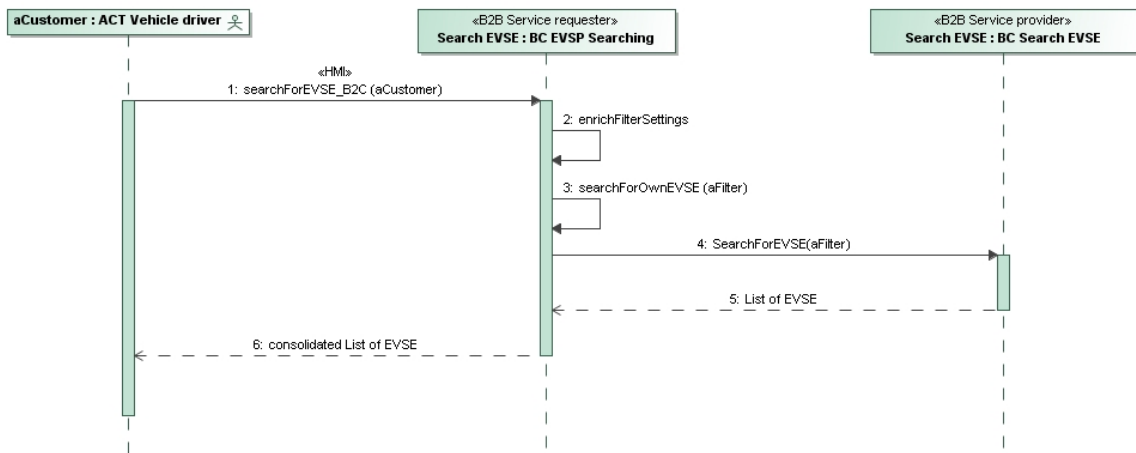 aCustomer : ACT Vehicle driver
«B2B Service requester»
Search EVSE : BC EVSP Searching
«B2B Service provider»
Search EVSE : BC Search EVSE
«HMI»
1: searchForEVSE_B2C (aCustomer)
2: enrichFilterSettings
3: searchForOwnEVSE (aFilter)
4: SearchForEVSE(aFilter)
5: List of EVSE
6: consolidated List of EVSE